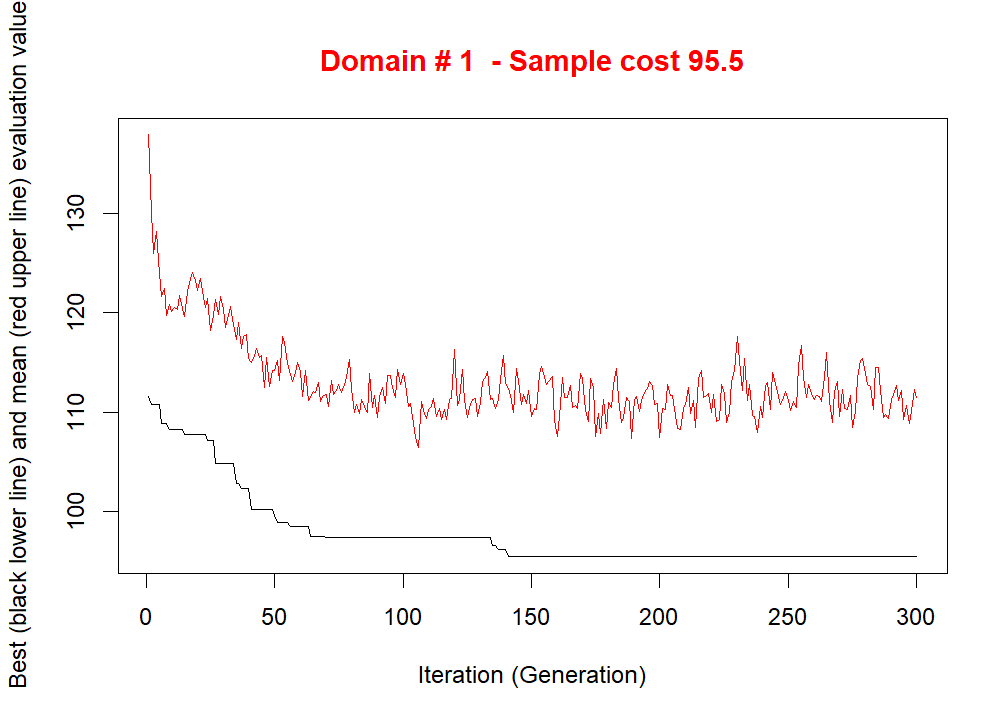 Domain # 1  - Sample cost 95.5
Best (black lower line) and mean (red upper line) evaluation value
130
120
110
100
0 50 100 150 200 250 300
Iteration (Generation)